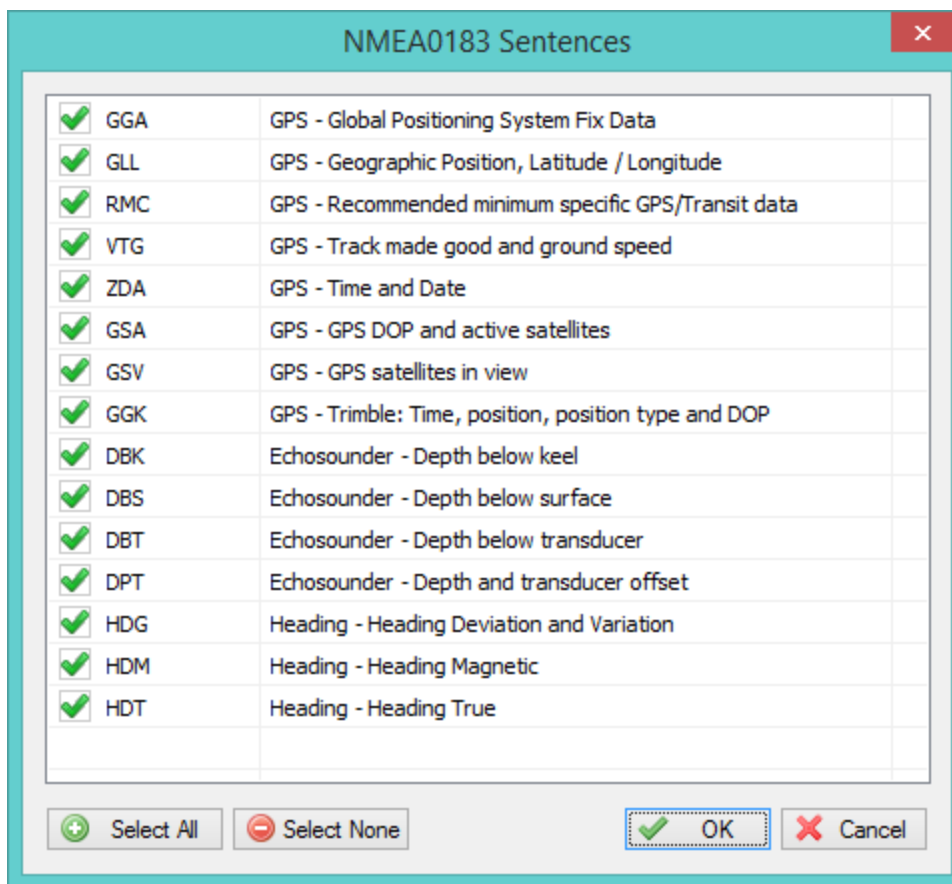 NMEA0183 Sentences
GGA GPS - Global Positioning System Fix Data
GLL GPS - Geographic Position, Latitude / Longitude
RMC GPS - Recommended minimum specific GPS/Transit data
VTG GPS - Track made good and ground speed
ZDA GPS - Time and Date
GSA GPS - GPS DOP and active satellites
GSV GPS - GPS satellites in view
GGK GPS - Trimble: Time, position, position type and DOP
DBK Echosounder - Depth below keel
DBS Echosounder - Depth below surface
DBT Echosounder - Depth below transducer
DPT Echosounder - Depth and transducer offset
HDG Heading - Heading Deviation and Variation
HDM Heading - Heading Magnetic
HDT Heading - Heading True
Select All Select None OK Cancel